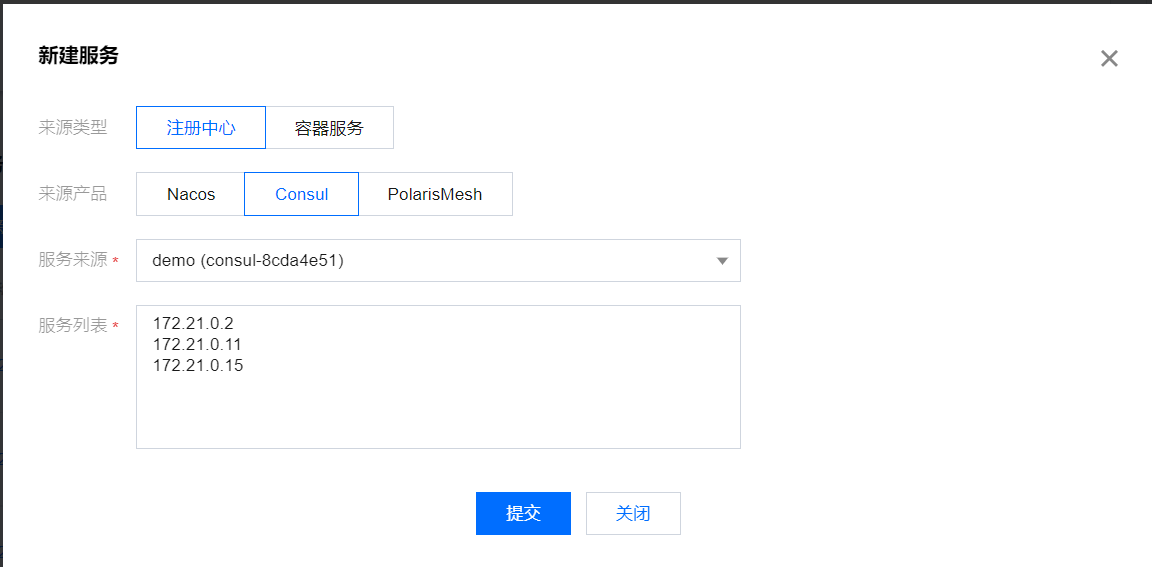 新建服务
来源类型 注册中心 容器服务
来源产品 Nacos Consul PolarisMesh
服务来源 * demo (consul-8cda4e51)
服务列表 * 172.21.0.2
172.21.0.11
172.21.0.15
提交 关闭